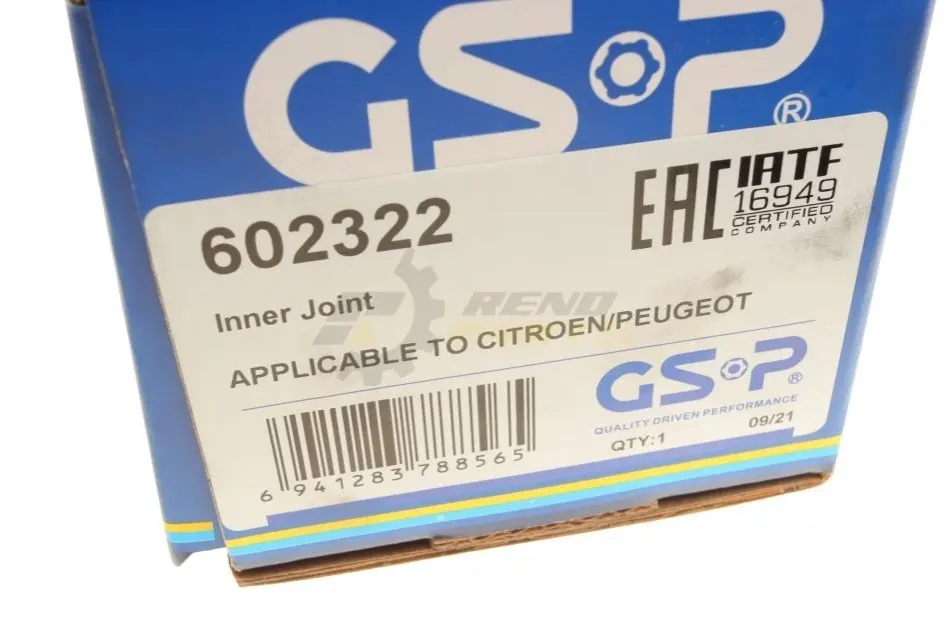 GSP®
602322
EAC
IATF
16949
CERTIFIED
COMPANY
Inner Joint
RENO
APPLICABLE TO CITROEN/PEUGEOT
GSP®
QUALITY DRIVEN PERFORMANCE
QTY:1 09/21
6 941283 788565